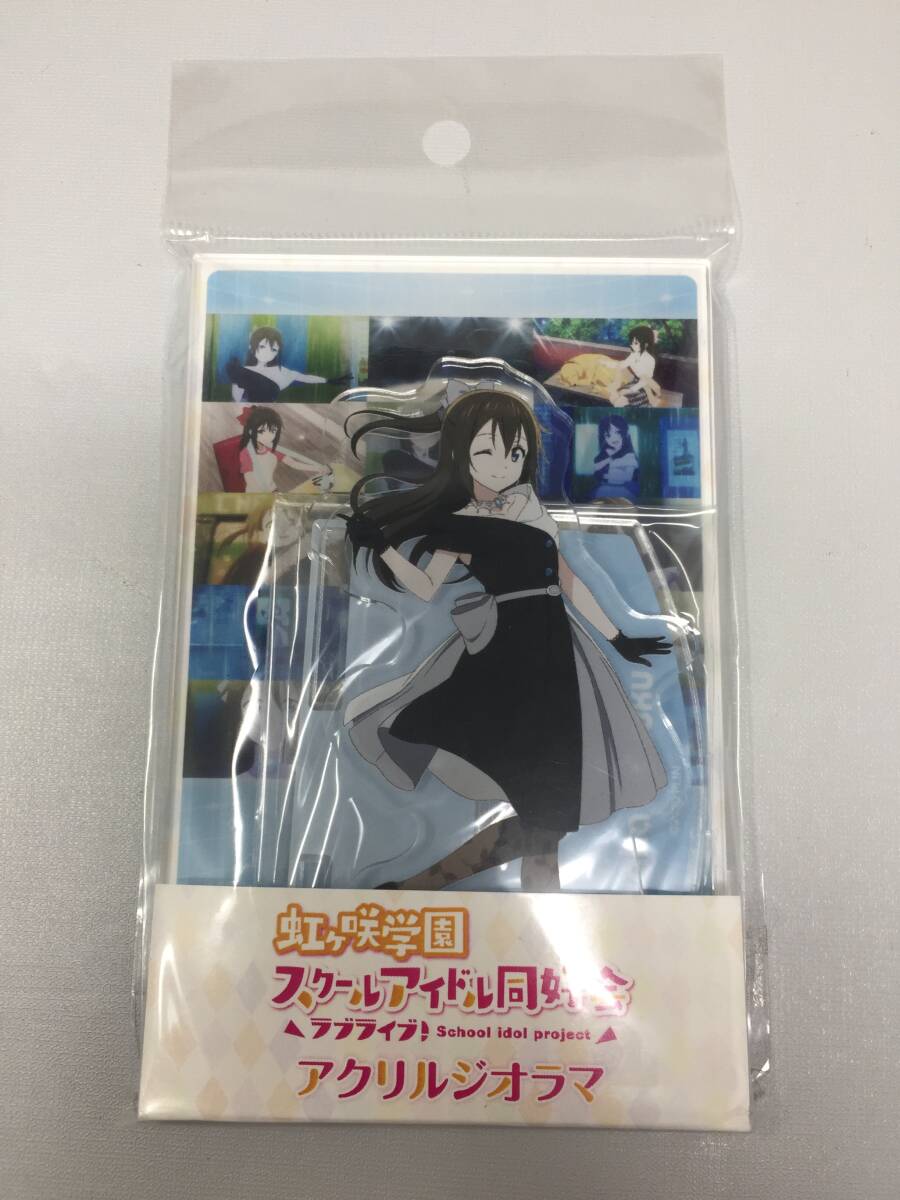 虹ヶ咲学園
スクールアイドル同好会
ラブライブ! School idol project
アクリルジオラマ